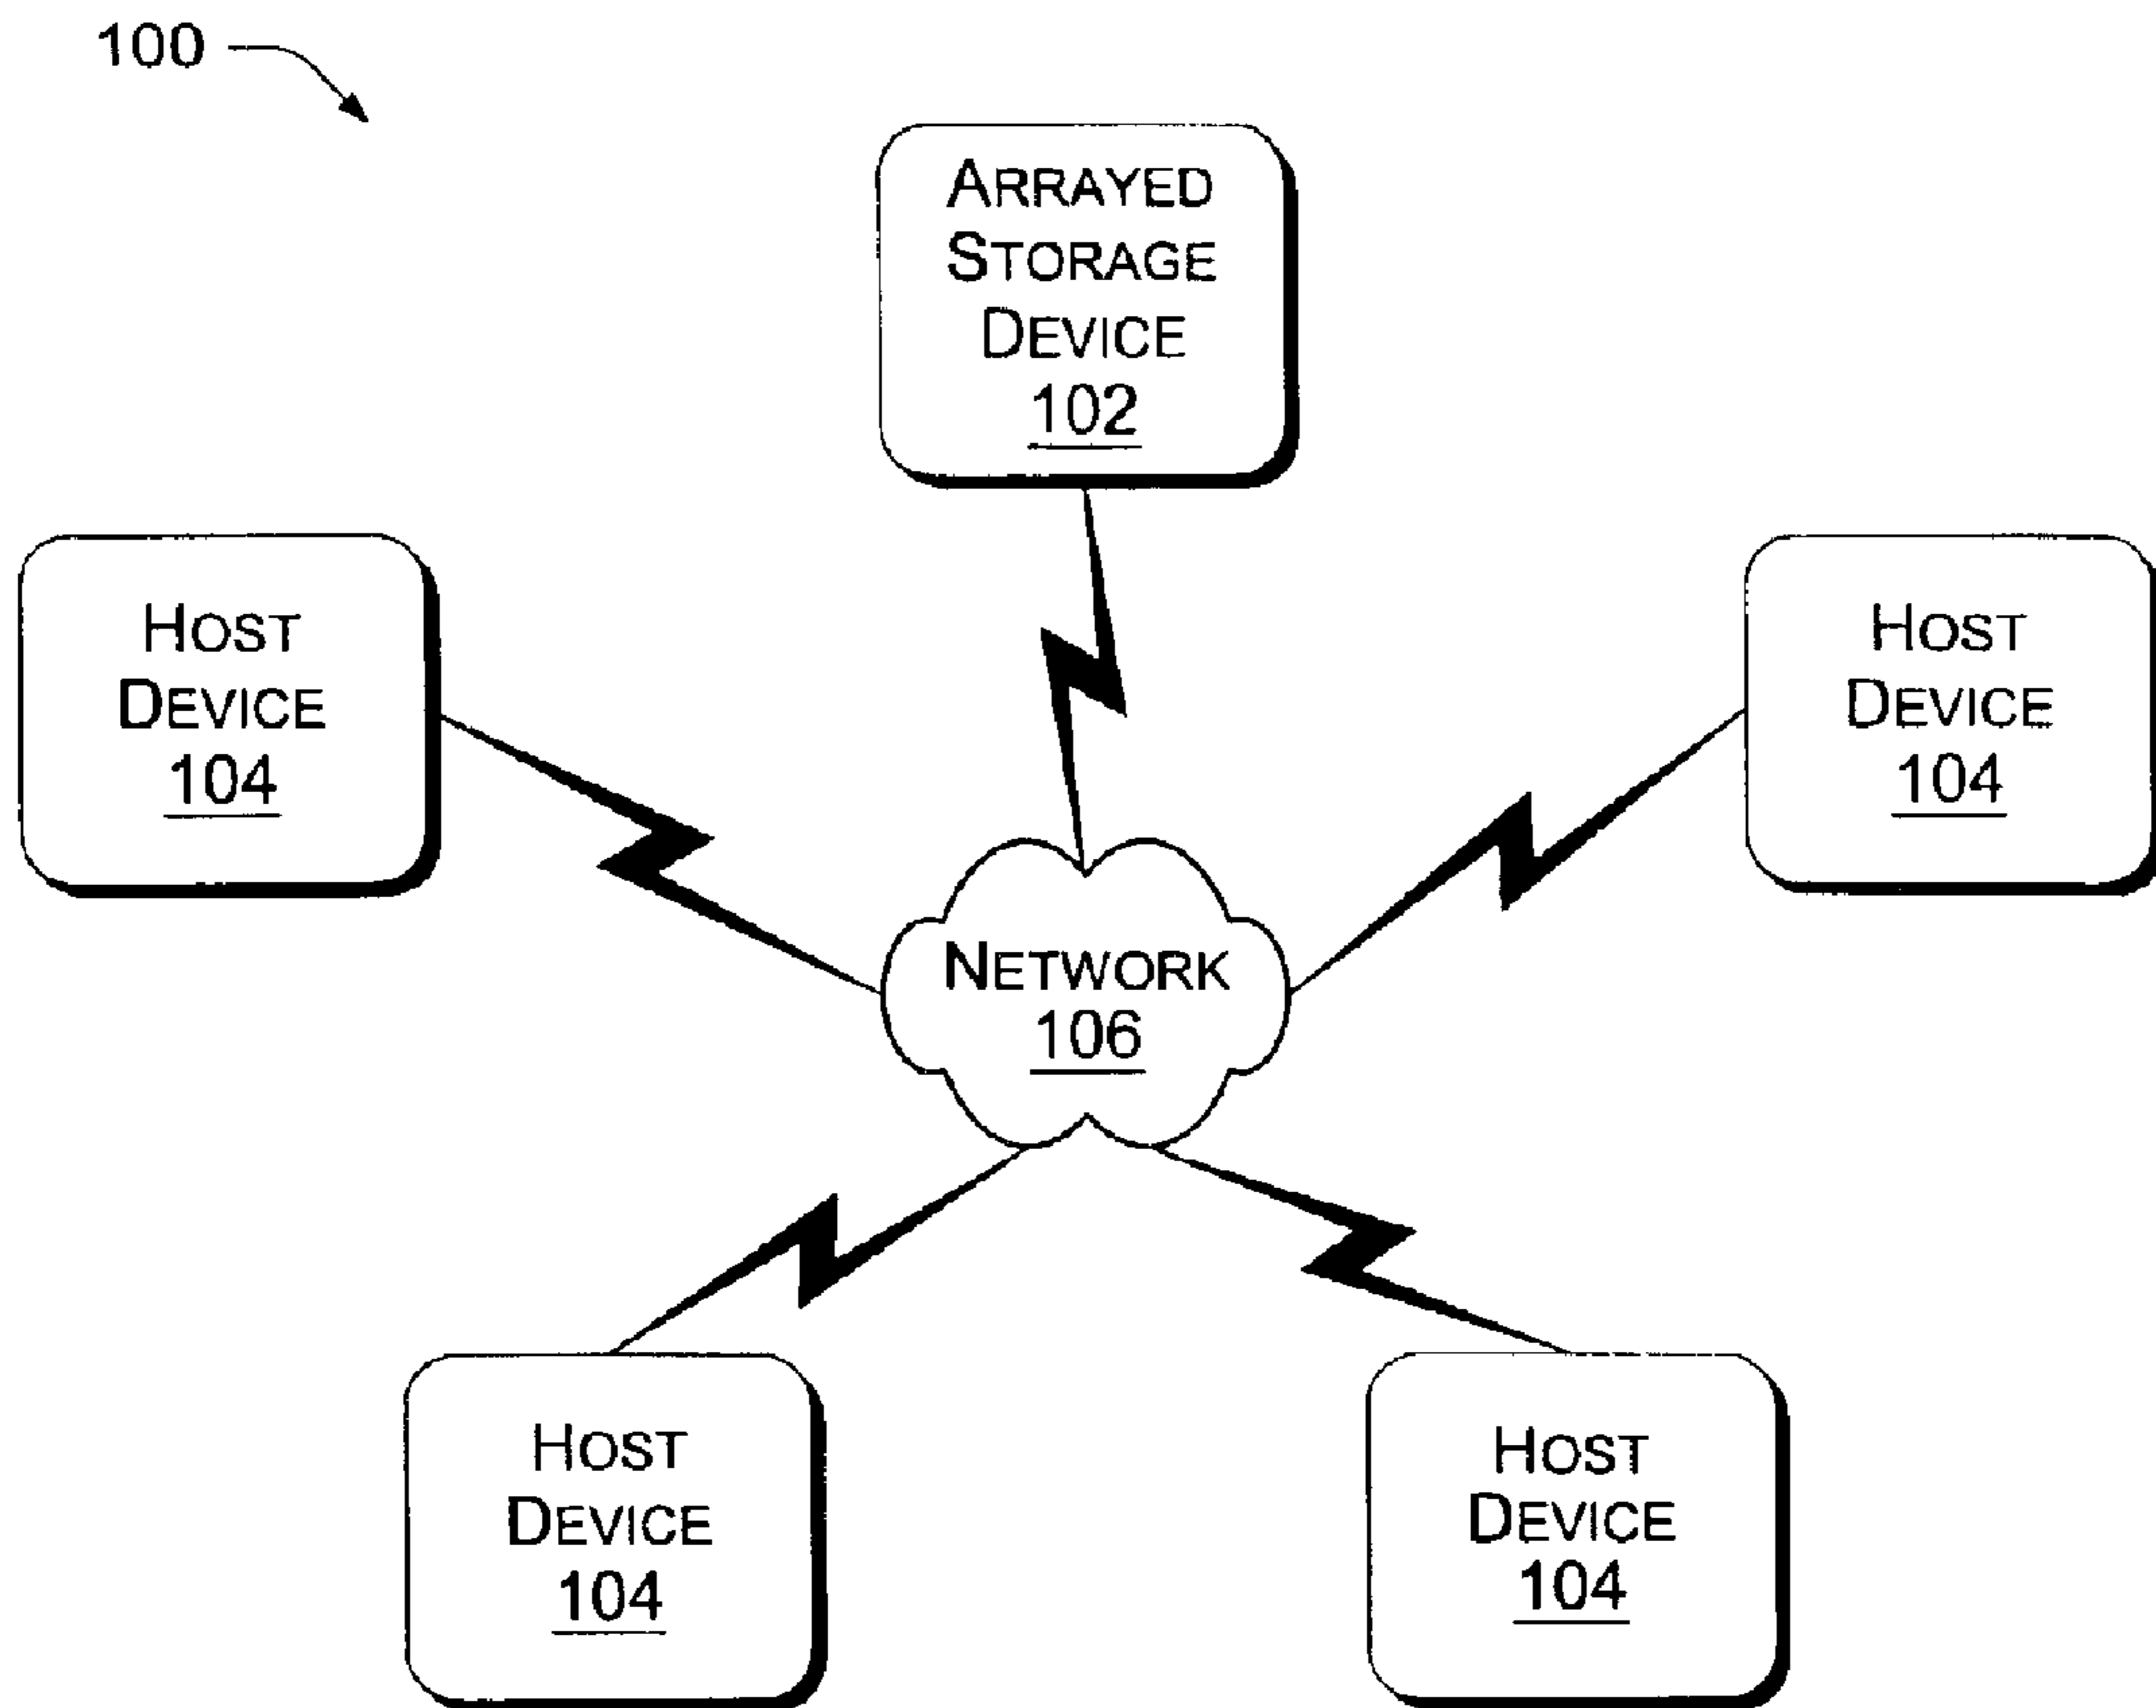 100
ARRAYED
STORAGE
DEVICE
102
HOST
DEVICE
104
HOST
DEVICE
104
NETWORK
106
HOST
DEVICE
104
HOST
DEVICE
104